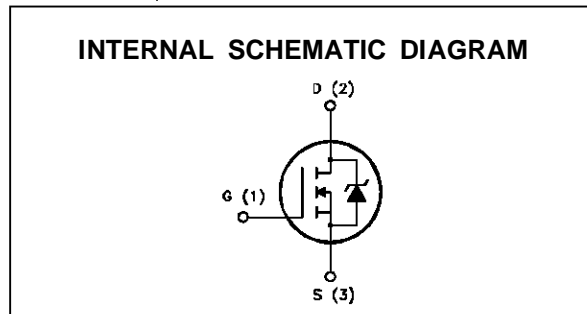 INTERNAL SCHEMATIC DIAGRAM
D (2)
G (1)
S (3)